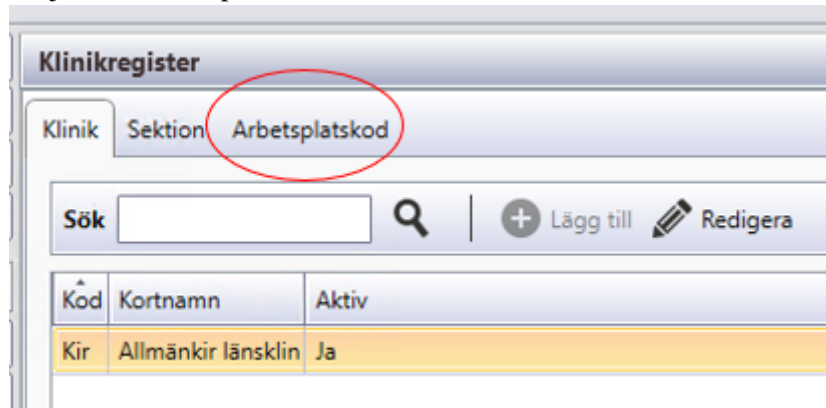 Klinikregister
Klinik Sektion Arbetsplatskod
Sök Lägg till Redigera
Kod Kortnamn Aktiv
Kir Allmänkir länsklin Ja